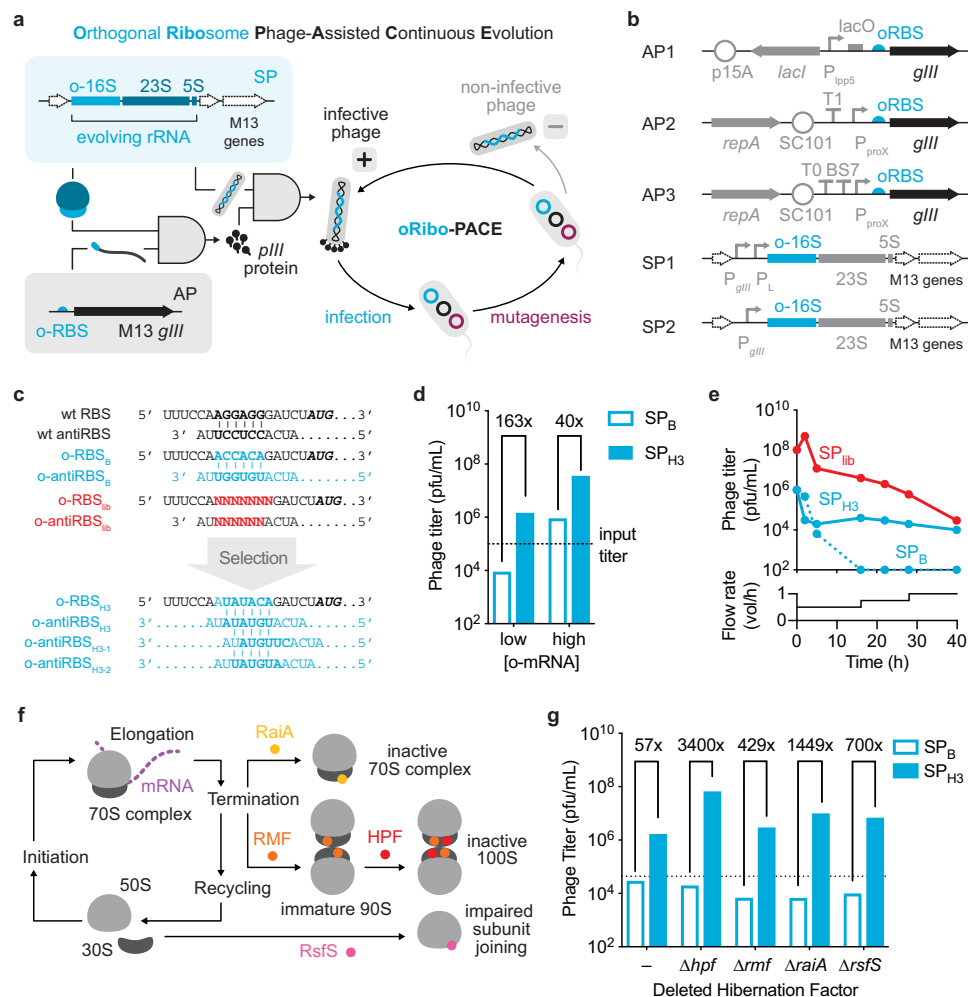 a
Orthogonal Ribosome Phage-Assisted Continuous Evolution
o-16S 23S 5S SP
evolving rRNA
M13 genes
infective phage
+
non-infective phage
−
oRibo-PACE
pIII protein
AP
o-RBS M13 gIII
infection
mutagenesis
b
AP1
p15A lacI Plpp5 lacO oRBS gIII
AP2
repA SC101 T1 PproX oRBS gIII
AP3
repA SC101 T0 BS7 PproX oRBS gIII
SP1
PgIII PL o-16S 23S 5S M13 genes
SP2
PgIII o-16S 23S 5S M13 genes
c
wt RBS 5′ UUUCCAAGGAGGGAUCUAUG...3′
wt antiRBS 3′ AUUCCUCCACUA.......5′
o-RBSB 5′ UUUCCAACCACAGAUCUAUG...3′
o-antiRBSB 3′ ...AUUGGUGUACUA.......5′
o-RBSlib 5′ UUUCCANNNNNNNGAUCUAUG...3′
o-antiRBSlib 3′ AUNNNNNNACUA.......5′
Selection
o-RBSH3 5′ UUUCCAAUAUACAGAUCUAUG...3′
o-antiRBSH3 3′ ......AUAUAUGUACUA.......5′
o-antiRBSH3-1 3′........AUAUGUUCACUA.....5′
o-antiRBSH3-2 3′.......AUUAUGUAACUA......5′
d
Phage titer (pfu/mL)
10^10
10^8
10^6
10^4
10^2
163x 40x
SPB
SPH3
input titer
low high
[o-mRNA]
e
Phage titer (pfu/mL)
10^10
10^8
10^6
10^4
10^2
SPlib
SPH3
SPB
Flow rate (vol/h)
1
0
0 10 20 30 40
Time (h)
f
Elongation
mRNA
70S complex
Initiation
50S
30S
Termination
Recycling
RaiA
inactive 70S complex
RMF
immature 90S
HPF
inactive 100S
RsfS
impaired subunit joining
g
Phage Titer (pfu/mL)
10^10
10^8
10^6
10^4
10^2
57x 3400x 429x 1449x 700x
SPB
SPH3
– Δhpf Δrmf ΔraiA ΔrsfS
Deleted Hibernation Factor